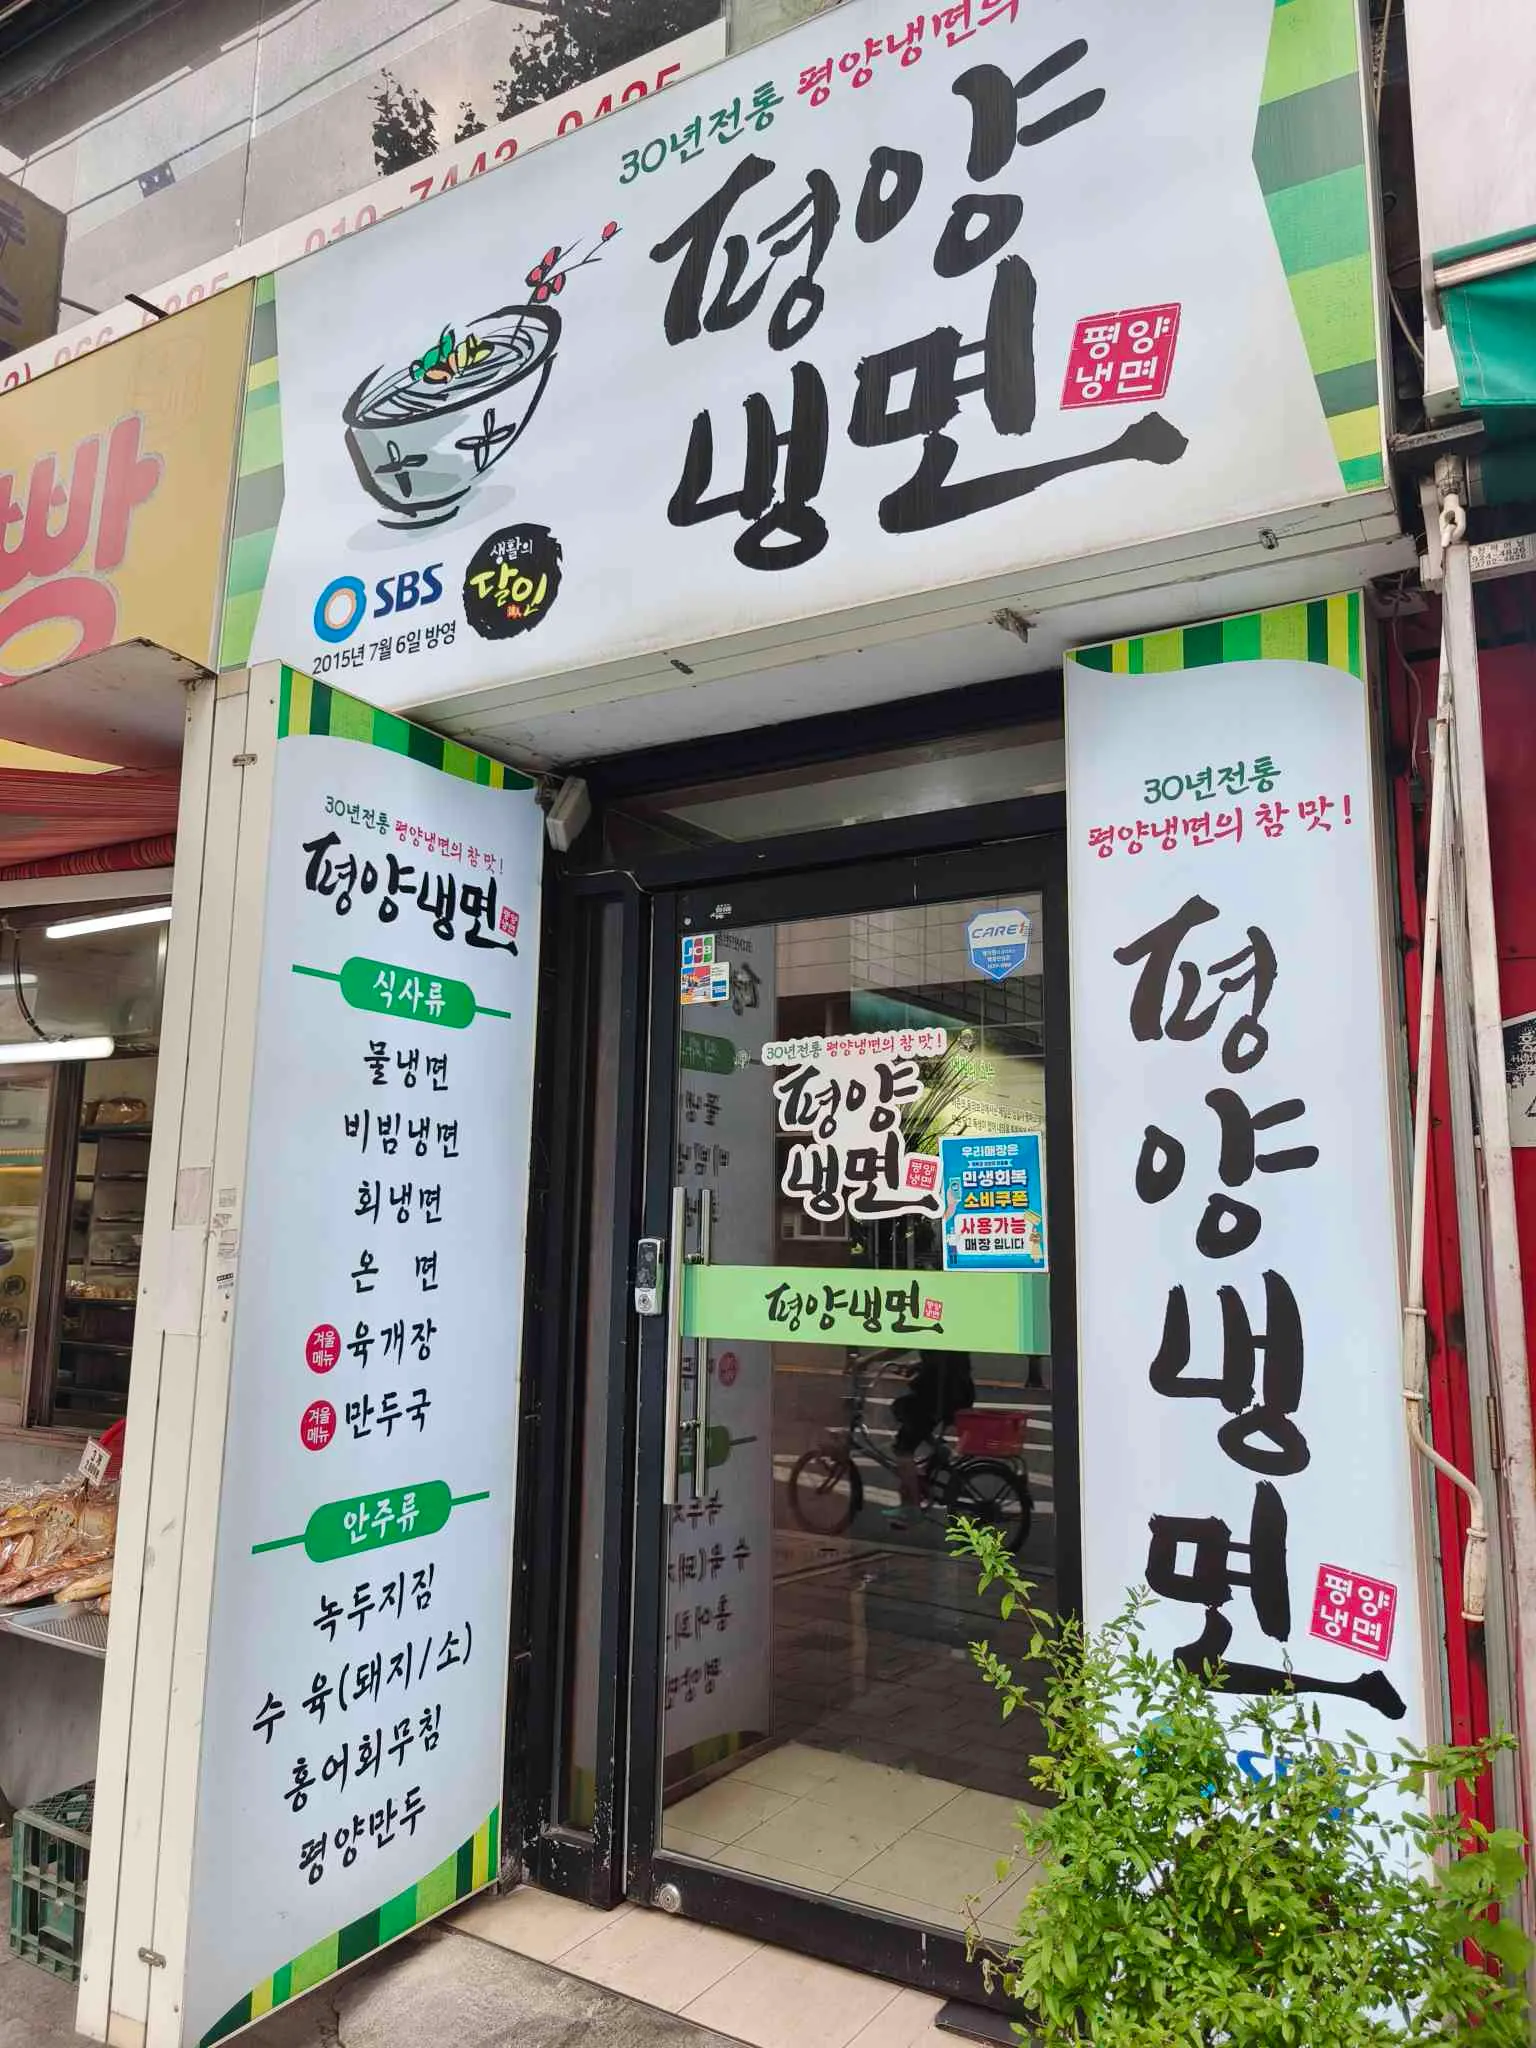 30년전통 평양냉면의
평양
냉면
평양
냉면
SBS
생활의
달인
2015년 7월 6일 방영
빵
30년전통 평양냉면의 참 맛!
평양냉면
평양
냉면
식사류
물냉면
비빔냉면
회냉면
온 면
겨울
메뉴
육개장
겨울
메뉴
만두국
안주류
녹두지짐
수 육(돼지/소)
홍어회무침
평양만두
JCB
CARE
30년전통 평양냉면의 참 맛!
평양
냉면
평양
냉면
우리매장은
민생회복
소비쿠폰
사용가능
매장 입니다
평양냉면
30년전통
평양냉면의 참 맛!
평
양
냉
면
평양
냉면